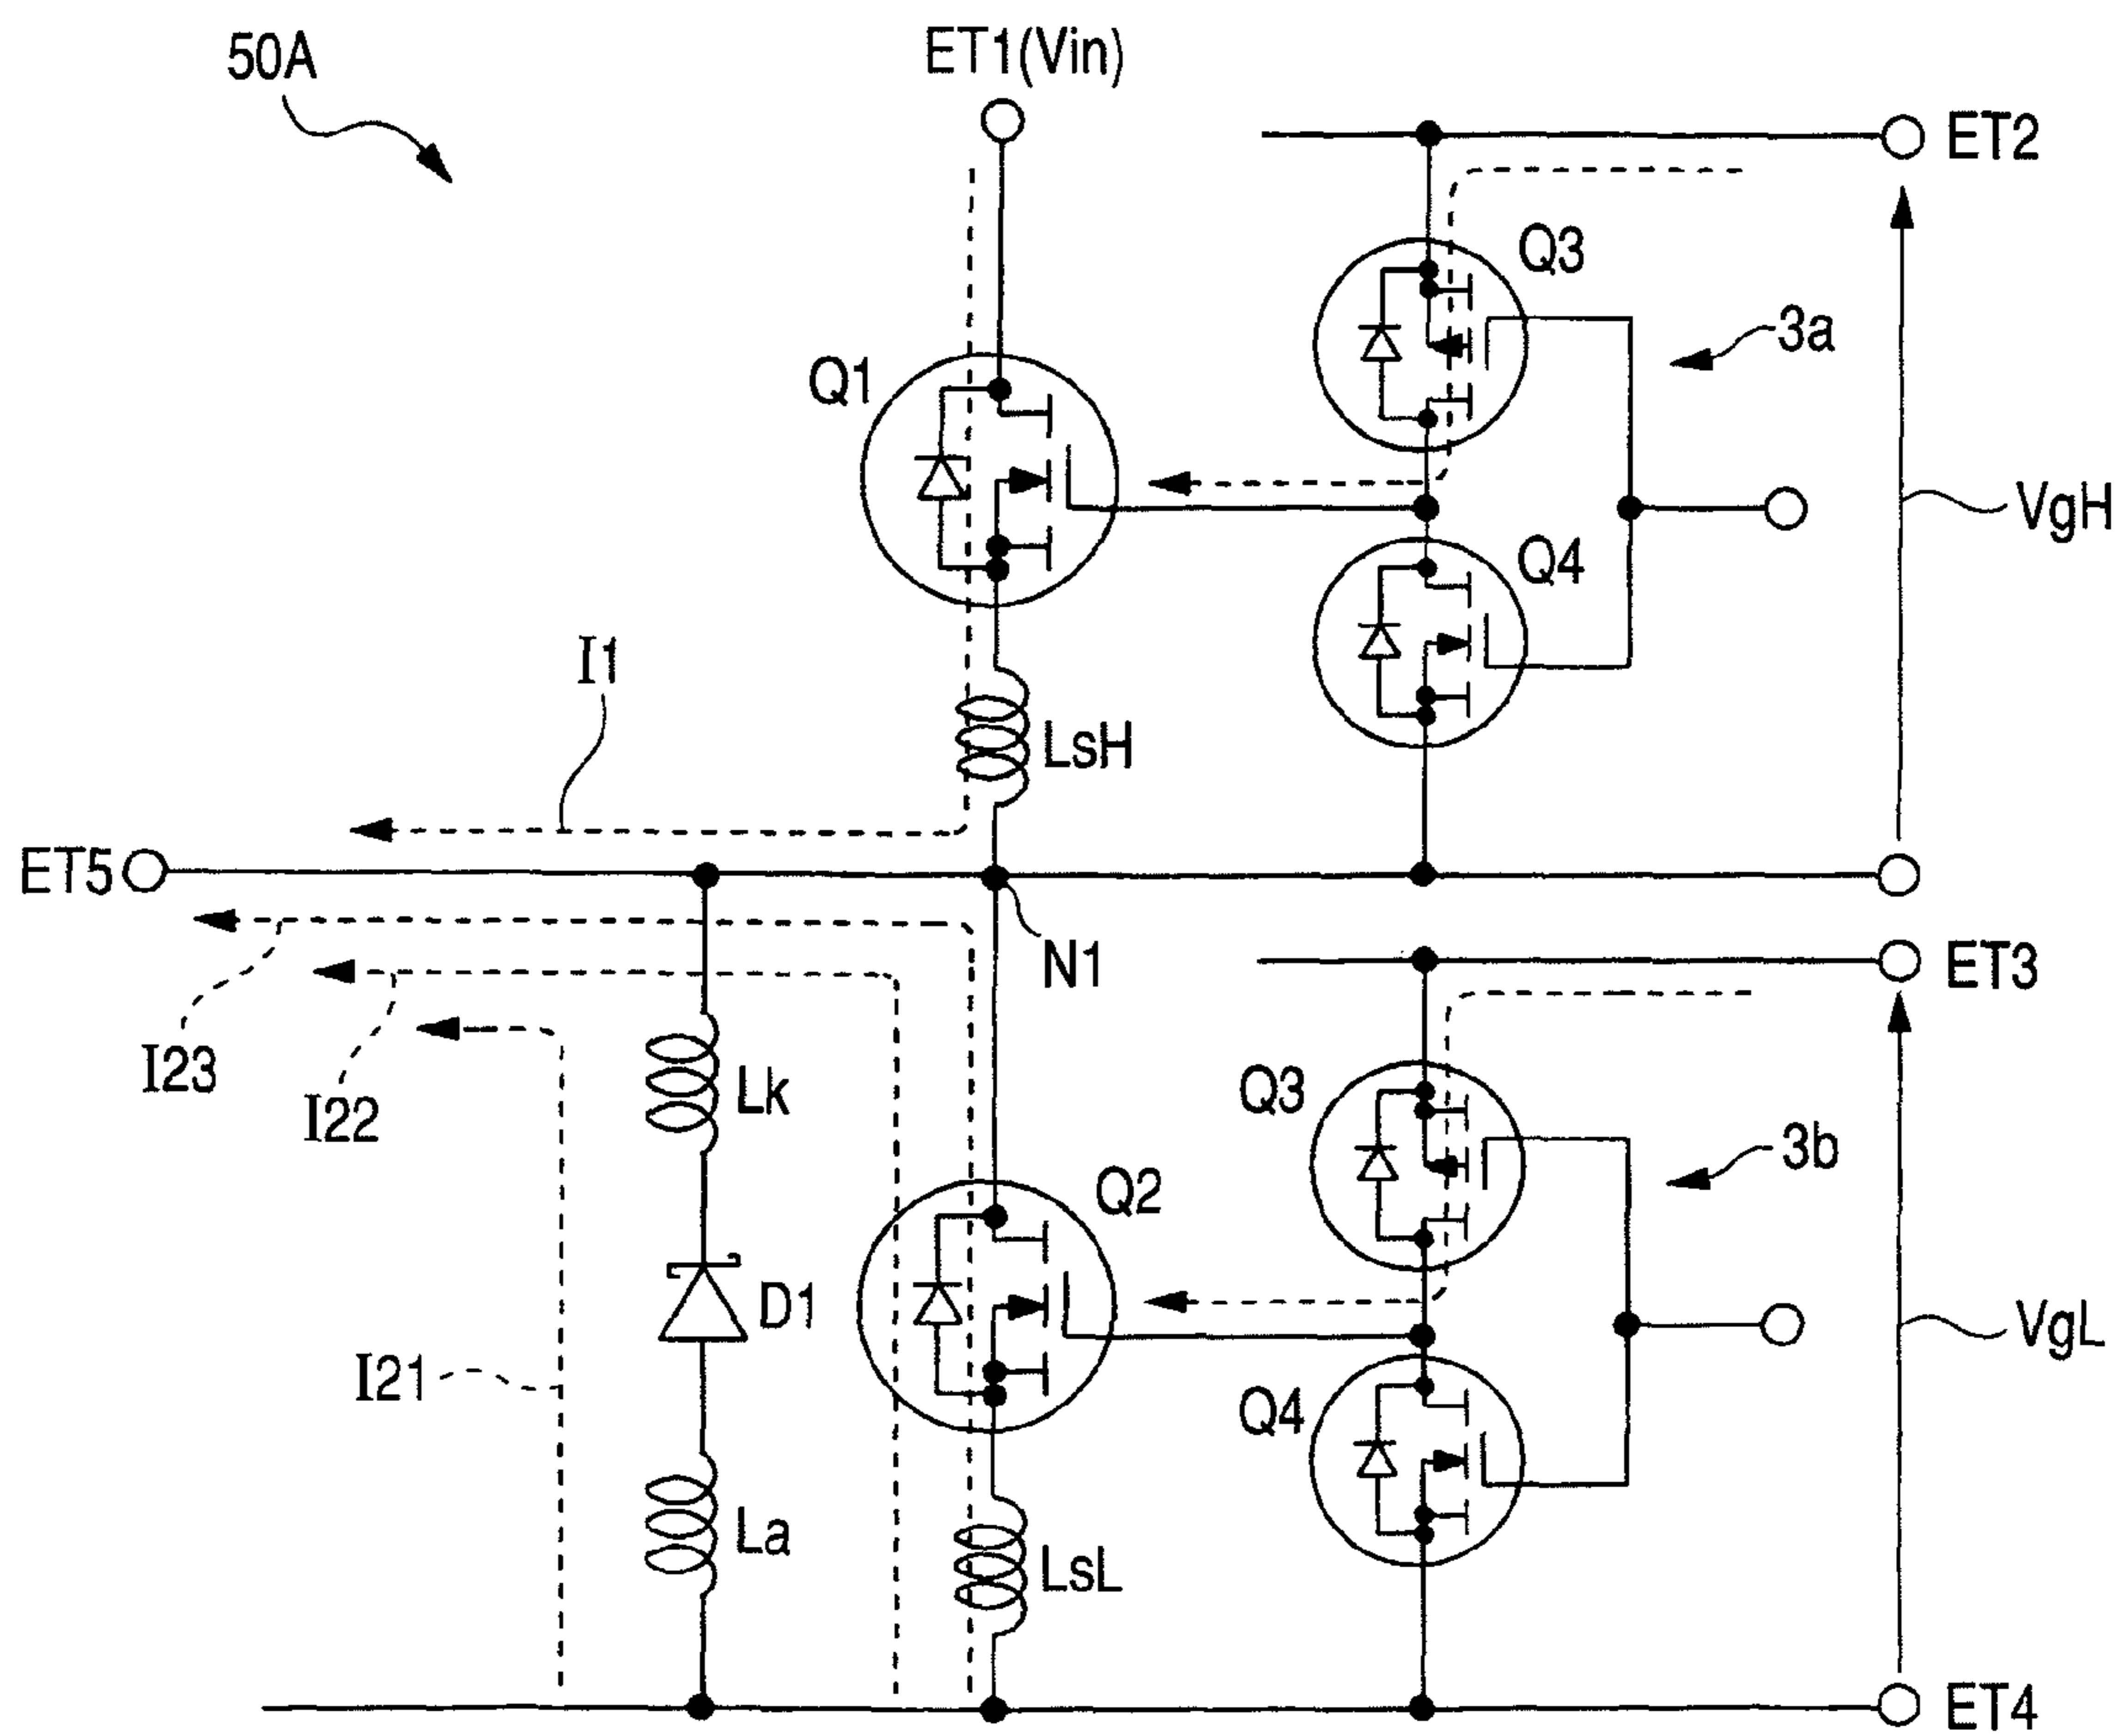 50A
ET1(Vin)
ET2
Q3
3a
Q1
VgH
Q4
I1
LsH
ET5
N1
ET3
I23
I22
Lk
Q3
3b
Q2
D1
VgL
I21
Q4
La
LsL
ET4